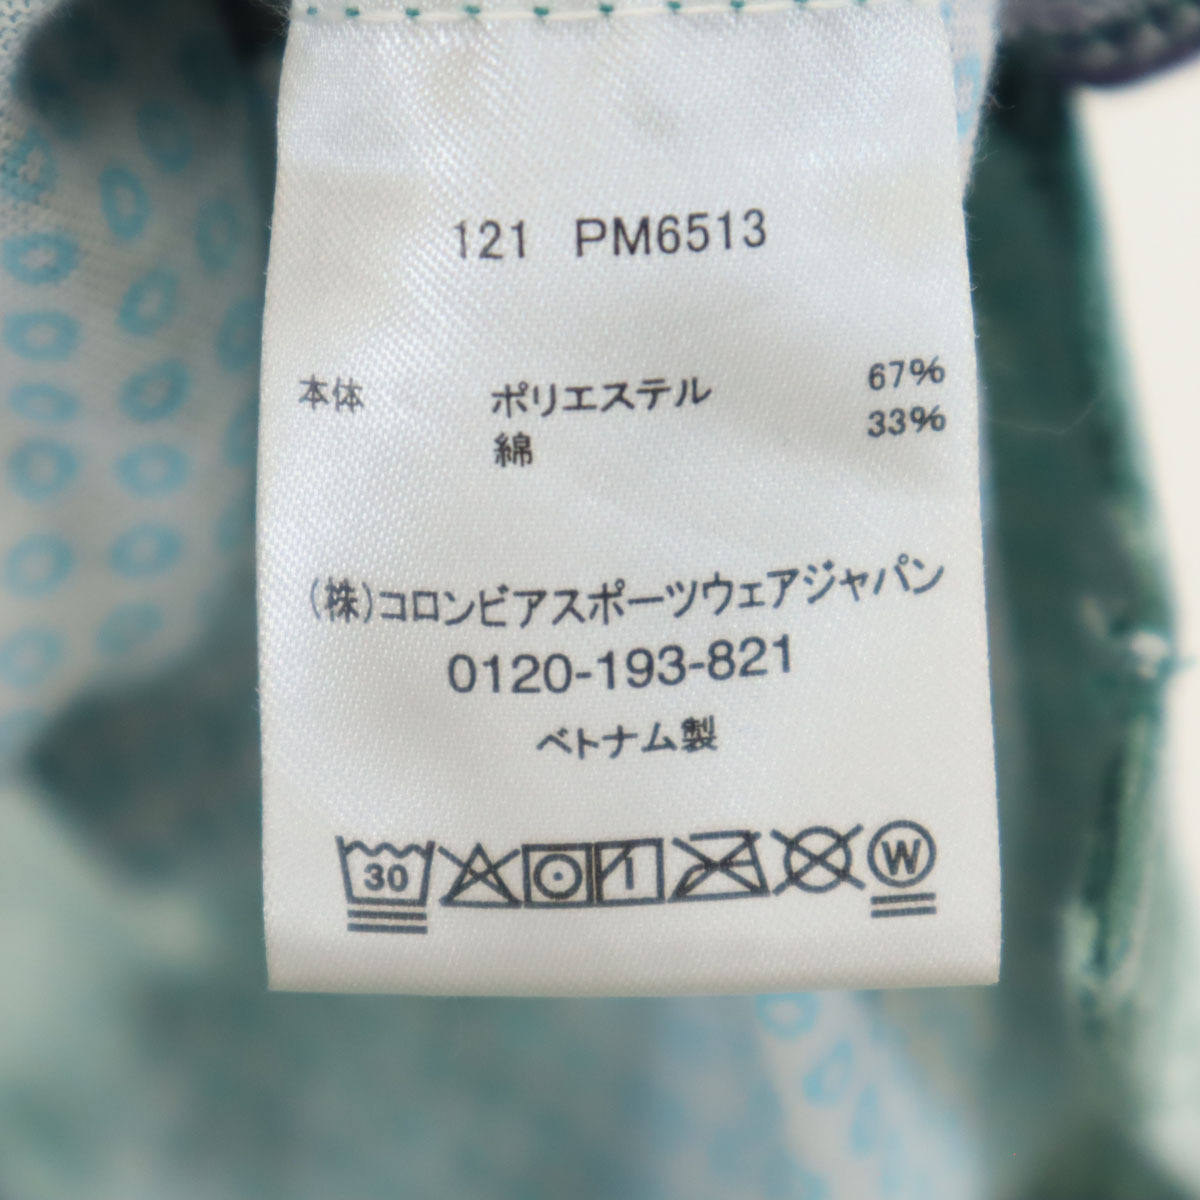 121 PM6513
本体 ポリエステル 67%
綿 33%
(株)コロンビアスポーツウェアジャパン
0120-193-821
ベトナム製
30 W